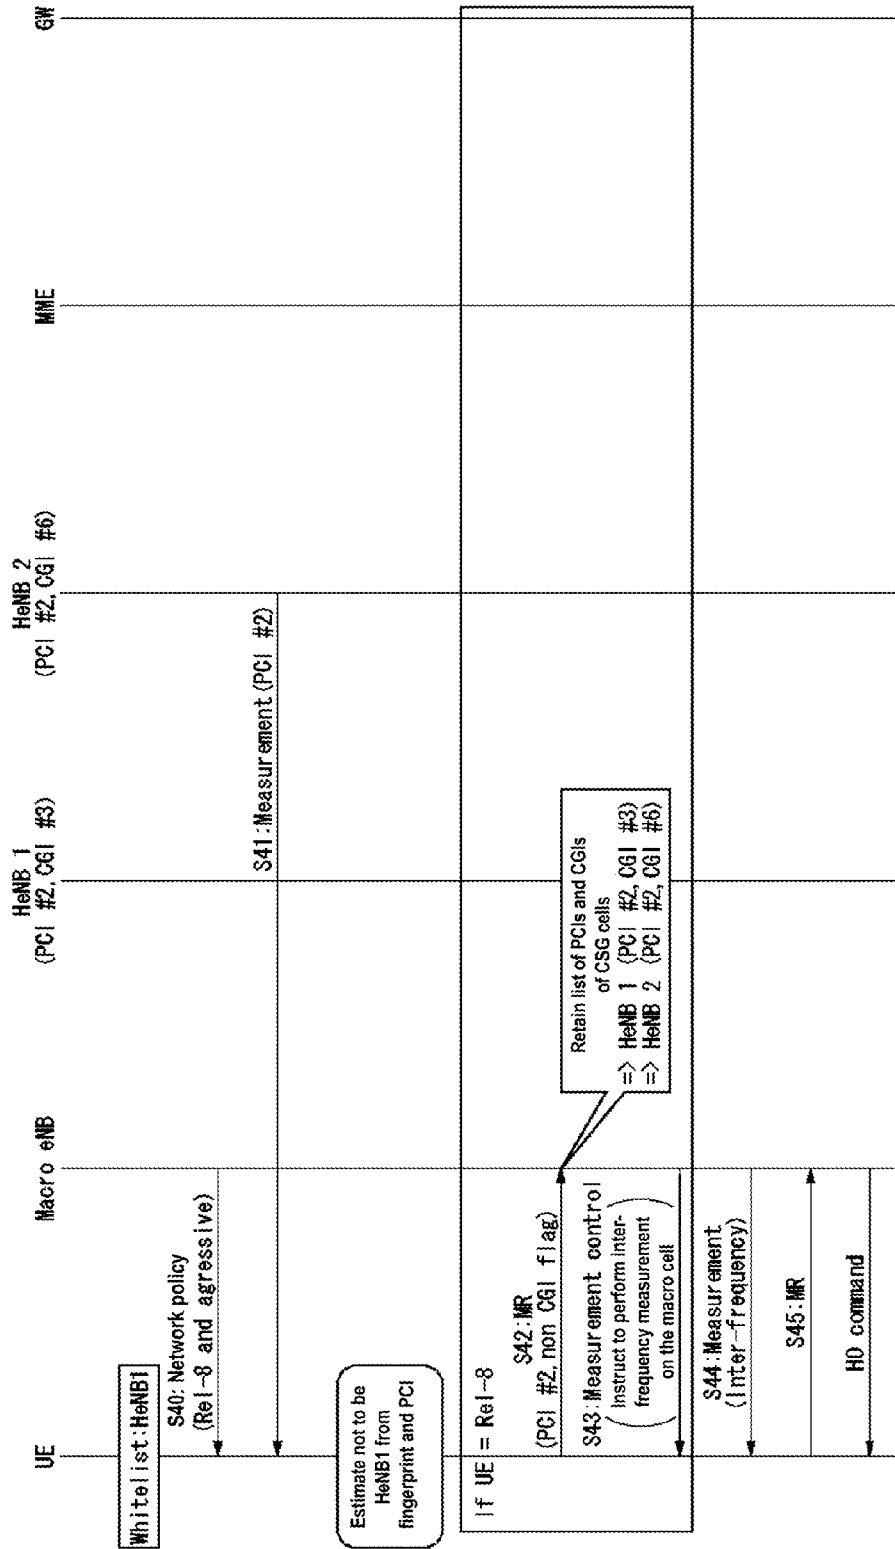 UE
Macro eNB
HeNB 1
(PCI #2, CGI #3)
HeNB 2
(PCI #2, CGI #6)
MME
GW
Whitelist:HeNB1
S40: Network policy
(Rel-8 and agressive)
S41:Measurement(PCI #2)
Estimate not to be
HeNB1 from
fingerprint and PCI
If UE = Rel-8
S42:MR
(PCI #2, non CGI flag)
Retain list of PCIs and CGIs
of CSG cells
=> HeNB 1 (PCI #2, CGI #3)
=> HeNB 2 (PCI #2, CGI #6)
S43:Measurement control
(Instruct to perform inter-
frequency measurement
on the macro cell)
S44:Measurement
(Inter-frequency)
S45:MR
HO command